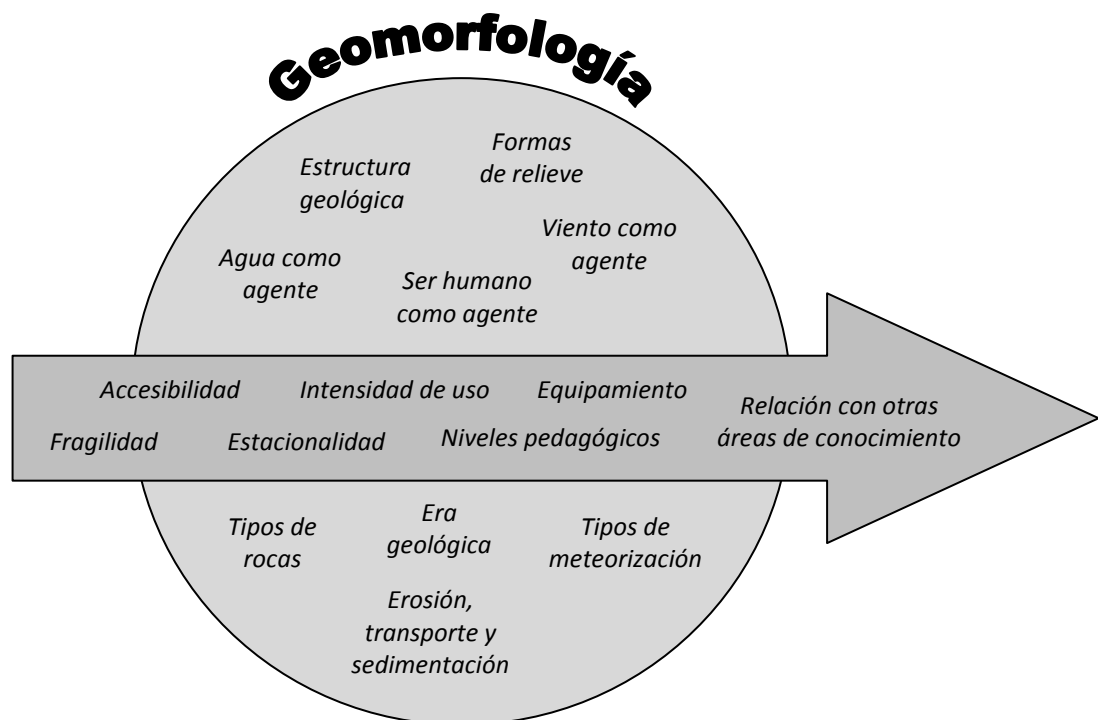 Geomorfología
Formas
de relieve
Estructura
geológica
Viento como
agente
Agua como
agente
Ser humano
como agente
Accesibilidad
Intensidad de uso
Equipamiento
Relación con otras
áreas de conocimiento
Fragilidad
Estacionalidad
Niveles pedagógicos
Tipos de
rocas
Era
geológica
Tipos de
meteorización
Erosión,
transporte y
sedimentación